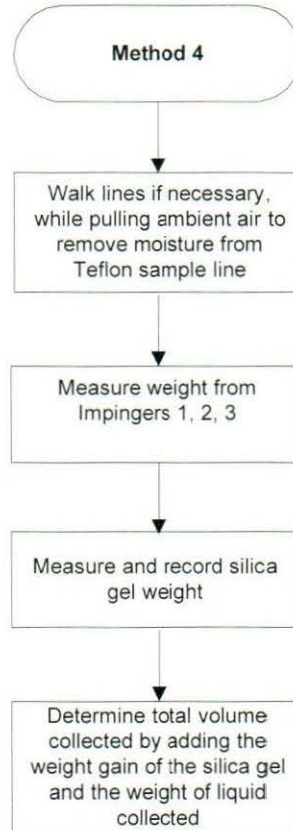 Method 4
Walk lines if necessary,
while pulling ambient air to
remove moisture from
Teflon sample line
Measure weight from
Impingers 1, 2, 3
Measure and record silica
gel weight
Determine total volume
collected by adding the
weight gain of the silica gel
and the weight of liquid
collected